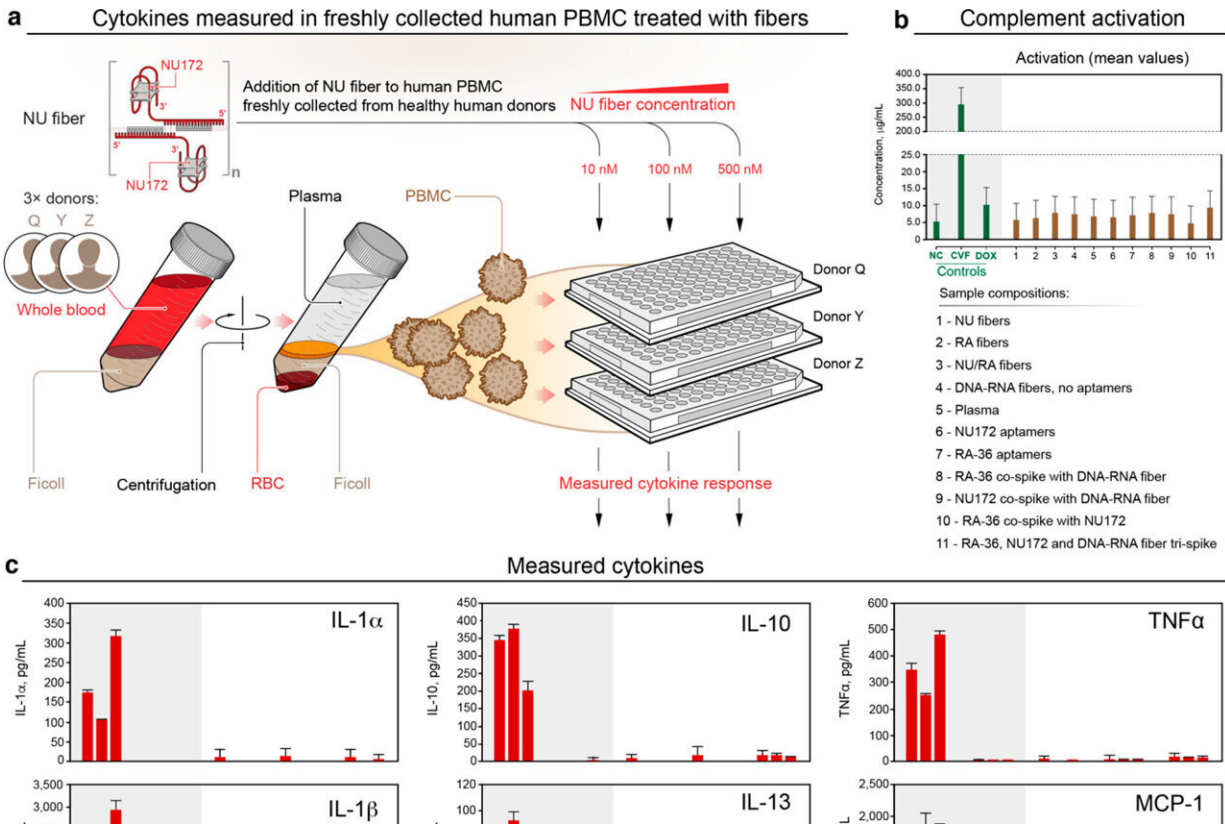 a Cytokines measured in freshly collected human PBMC treated with fibers
NU172
3'
5'
NU fiber
5'
3'
NU172
n
Addition of NU fiber to human PBMC
freshly collected from healthy human donors
NU fiber concentration
10 nM 100 nM 500 nM
3× donors:
Q Y Z
Whole blood
Plasma
PBMC
Donor Q
Donor Y
Donor Z
Ficoll Centrifugation RBC Ficoll
Measured cytokine response
b Complement activation
Activation (mean values)
Concentration, µg/mL
400.0
350.0
300.0
250.0
200.0
25.0
20.0
15.0
10.0
5.0
0.0
NC CVF DOX 1 2 3 4 5 6 7 8 9 10 11
Controls
Sample compositions:
1 - NU fibers
2 - RA fibers
3 - NU/RA fibers
4 - DNA-RNA fibers, no aptamers
5 - Plasma
6 - NU172 aptamers
7 - RA-36 aptamers
8 - RA-36 co-spike with DNA-RNA fiber
9 - NU172 co-spike with DNA-RNA fiber
10 - RA-36 co-spike with NU172
11 - RA-36, NU172 and DNA-RNA fiber tri-spike
c Measured cytokines
IL-1α
IL-1α, pg/mL
400
350
300
250
200
150
100
50
0
IL-10
IL-10, pg/mL
450
400
350
300
250
200
150
100
50
0
TNFα
TNFα, pg/mL
600
500
400
300
200
100
0
3,500
3,000
IL-1β
120
100
IL-13
2,500
2,000
MCP-1